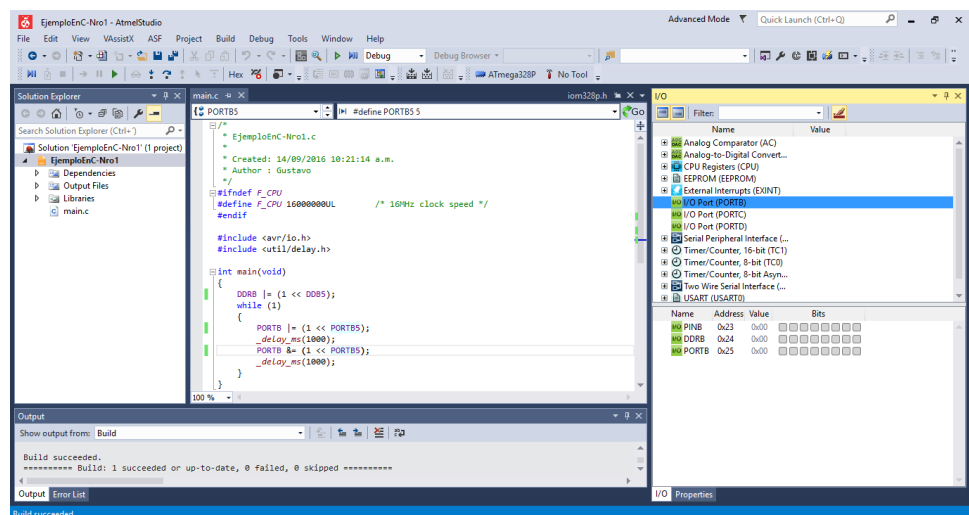 EjemploEnC-Nro1 - AtmelStudio
Advanced Mode
Quick Launch (Ctrl+Q)
File Edit View VAssistX ASF Project Build Debug Tools Window Help
Debug
Debug Browser
Hex
ATmega328P
No Tool
Solution Explorer
Search Solution Explorer (Ctrl+´)
Solution 'EjemploEnC-Nro1' (1 project)
EjemploEnC-Nro1
Dependencies
Output Files
Libraries
main.c
main.c
iom328p.h
PORTB5
#define PORTB5 5
Go
/*
* EjemploEnC-Nro1.c
*
* Created: 14/09/2016 10:21:14 a.m.
* Author : Gustavo
*/
#ifndef F_CPU
#define F_CPU 16000000UL /* 16MHz clock speed */
#endif
#include <avr/io.h>
#include <util/delay.h>
int main(void)
{
DDRB |= (1 << DDB5);
while (1)
{
PORTB |= (1 << PORTB5);
_delay_ms(1000);
PORTB &= (1 << PORTB5);
_delay_ms(1000);
}
}
100 %
I/O
Filter:
Name Value
Analog Comparator (AC)
Analog-to-Digital Convert...
CPU Registers (CPU)
EEPROM (EEPROM)
External Interrupts (EXINT)
I/O Port (PORTB)
I/O Port (PORTC)
I/O Port (PORTD)
Serial Peripheral Interface (...
Timer/Counter, 16-bit (TC1)
Timer/Counter, 8-bit (TC0)
Timer/Counter, 8-bit Asyn...
Two Wire Serial Interface (...
USART (USART0)
Name Address Value Bits
PINB 0x23 0x00
DDRB 0x24 0x00
PORTB 0x25 0x00
I/O Properties
Output
Show output from: Build
Build succeeded.
========== Build: 1 succeeded or up-to-date, 0 failed, 0 skipped ==========
Output Error List
Build succeeded